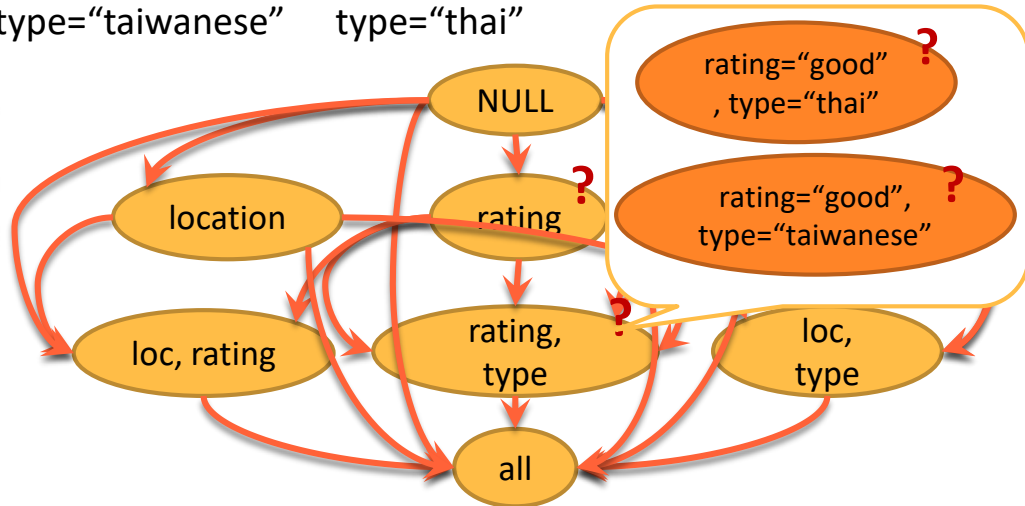 type=“taiwanese” type=“thai”
NULL
rating=“good”
, type=“thai”
?
rating=“good”,
type=“taiwanese”
?
location
rating
?
loc, rating
rating,
type
?
loc,
type
all